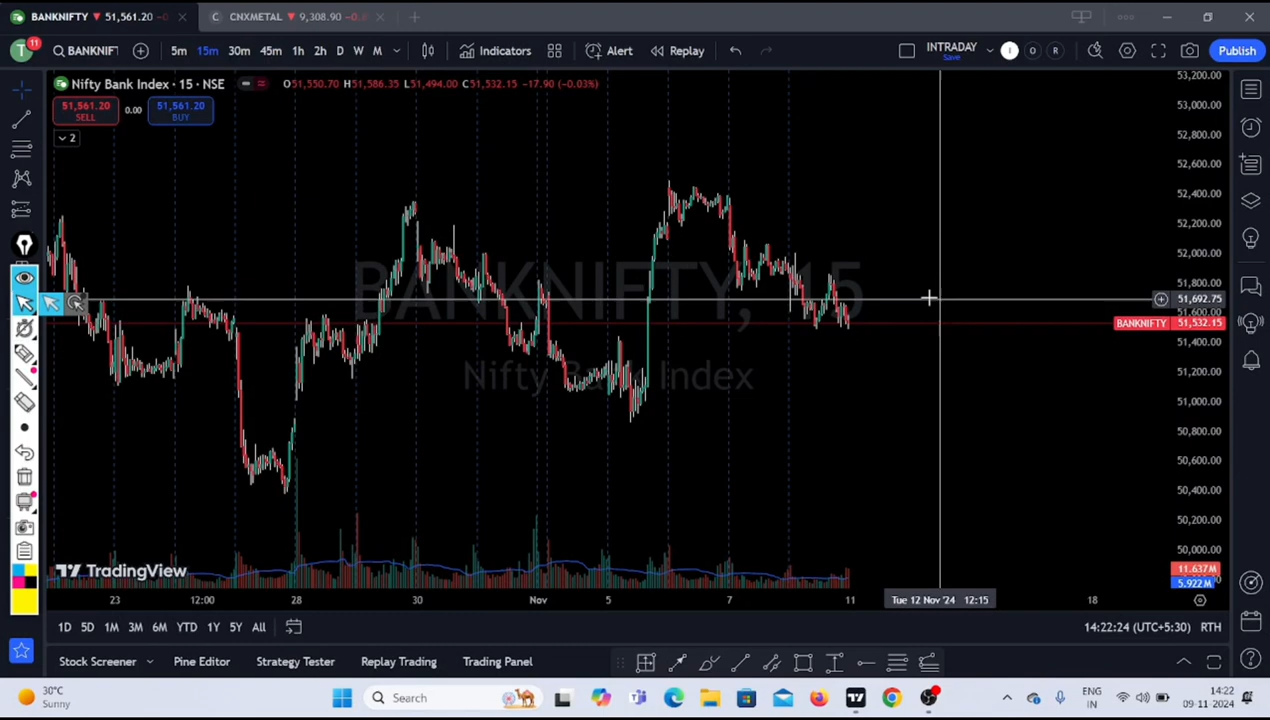 BANKNIFTY ▼ 51,561.20 −0
CNXMETAL ▼ 9,308.90
11 BANKNIFT 5m 15m 30m 45m 1h 2h D W M Indicators Alert Replay INTRADAY Save I O R Publish
Nifty Bank Index · 15 · NSE O51,550.70 H51,586.35 L51,494.00 C51,532.15 −17.90 (−0.03%)
51,561.20 SELL 0.00 51,561.20 BUY
2
53,200.00
53,000.00
52,800.00
52,600.00
52,400.00
52,200.00
52,000.00
51,800.00
51,692.75
51,600.00
BANKNIFTY 51,532.15
51,400.00
51,200.00
51,000.00
50,800.00
50,600.00
50,400.00
50,200.00
50,000.00
BANKNIFTY, 15
Nifty Bank Index
11.637M
5.922M
TradingView
23 12:00 28 30 Nov 5 7 11 Tue 12 Nov '24 12:15 18
1D 5D 1M 3M 6M YTD 1Y 5Y All 14:22:24 (UTC+5:30) RTH
Stock Screener Pine Editor Strategy Tester Replay Trading Trading Panel
30°C
Sunny
Search
ENG
IN
14:22
09-11-2024